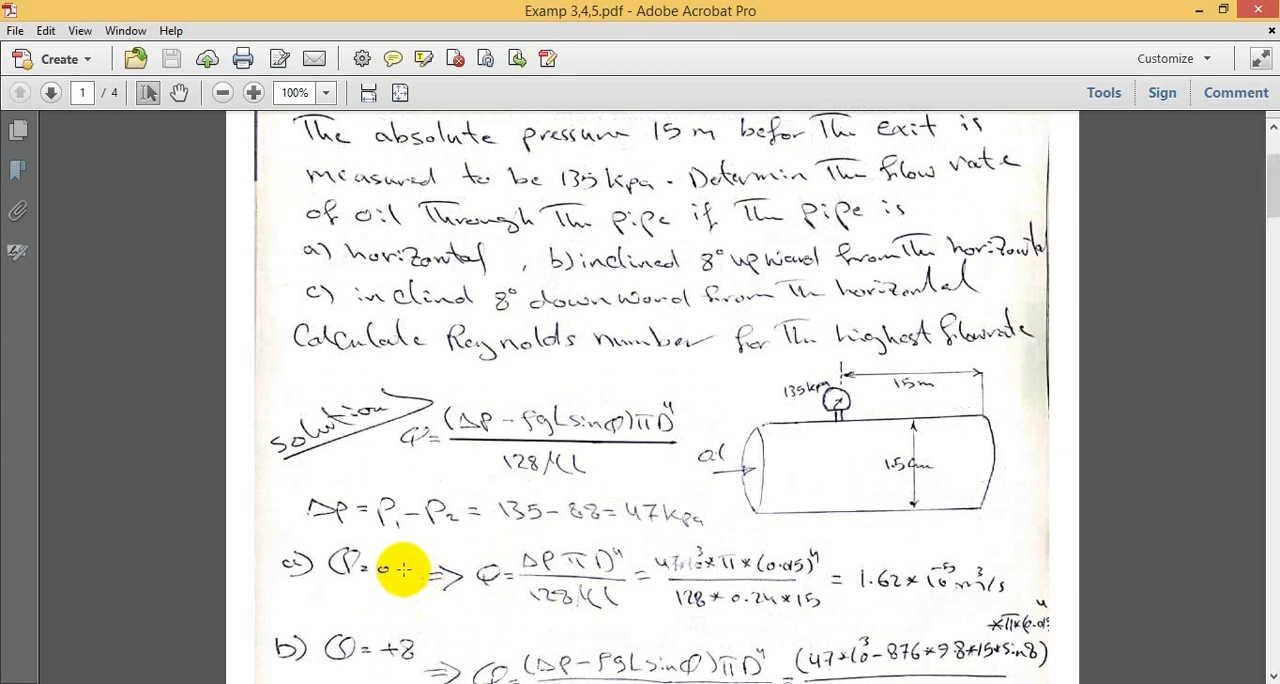 Examp 3,4,5.pdf - Adobe Acrobat Pro
File Edit View Window Help
Create Customize
1 / 4 100% Tools Sign Comment
The absolute pressure 15 m befor The exit is
measured to be 135 kpa. Determin The flow rate
of oil Through The pipe if The pipe is
a) horizontal, b) inclined 8° upward from The horizontal
c) inclind 8° downword from The horizontal
Calculate Reynolds number for The highest flowrate
135 kpa 15 m
solution φ = (ΔP - ρgL sinφ) π D⁴ / 128 μ L
1.5 cm
ΔP = P₁ - P₂ = 135 - 88 = 47 kpa
a) φ = 0 => φ = ΔP π D⁴ / 128 μ L = 47*10³ * π * (0.015)⁴ / 128 * 0.24 * 15 = 1.62 * 10⁻⁵ m³/s
b) φ = +8 => φ = (ΔP - ρgL sinφ) π D⁴ = (47*10³ - 876*9.8*15*sin8)